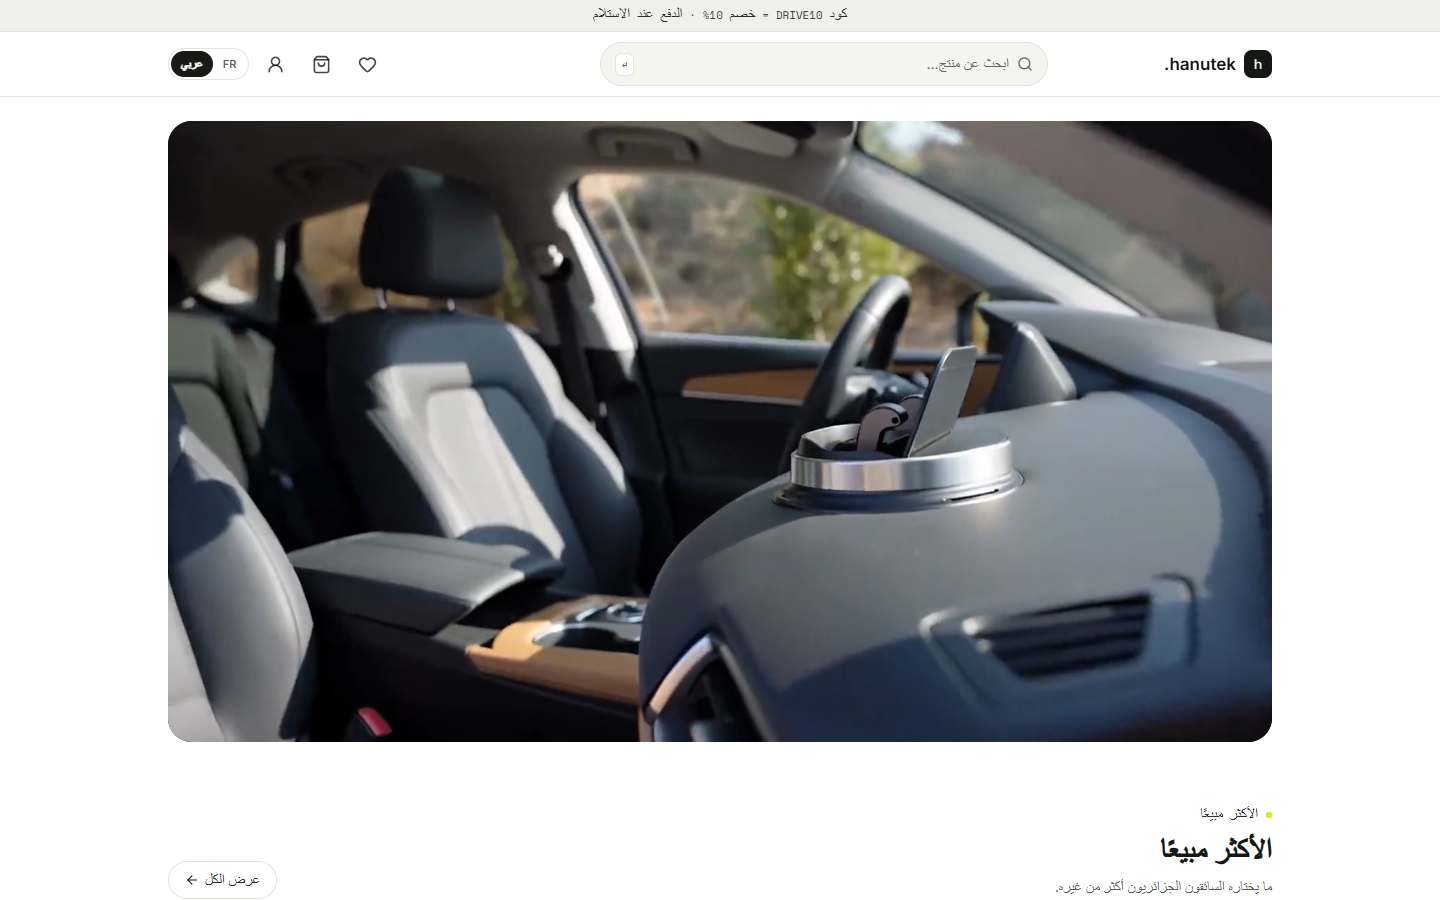 كود DRIVE10 = خصم 10% · الدفع عند الاستلام
hanutek.
h
ابحث عن منتج...
FR
عربي
الأكثر مبيعًا
الأكثر مبيعًا
ما يختاره السائقون الجزائريون أكثر من غيره.
عرض الكل ←